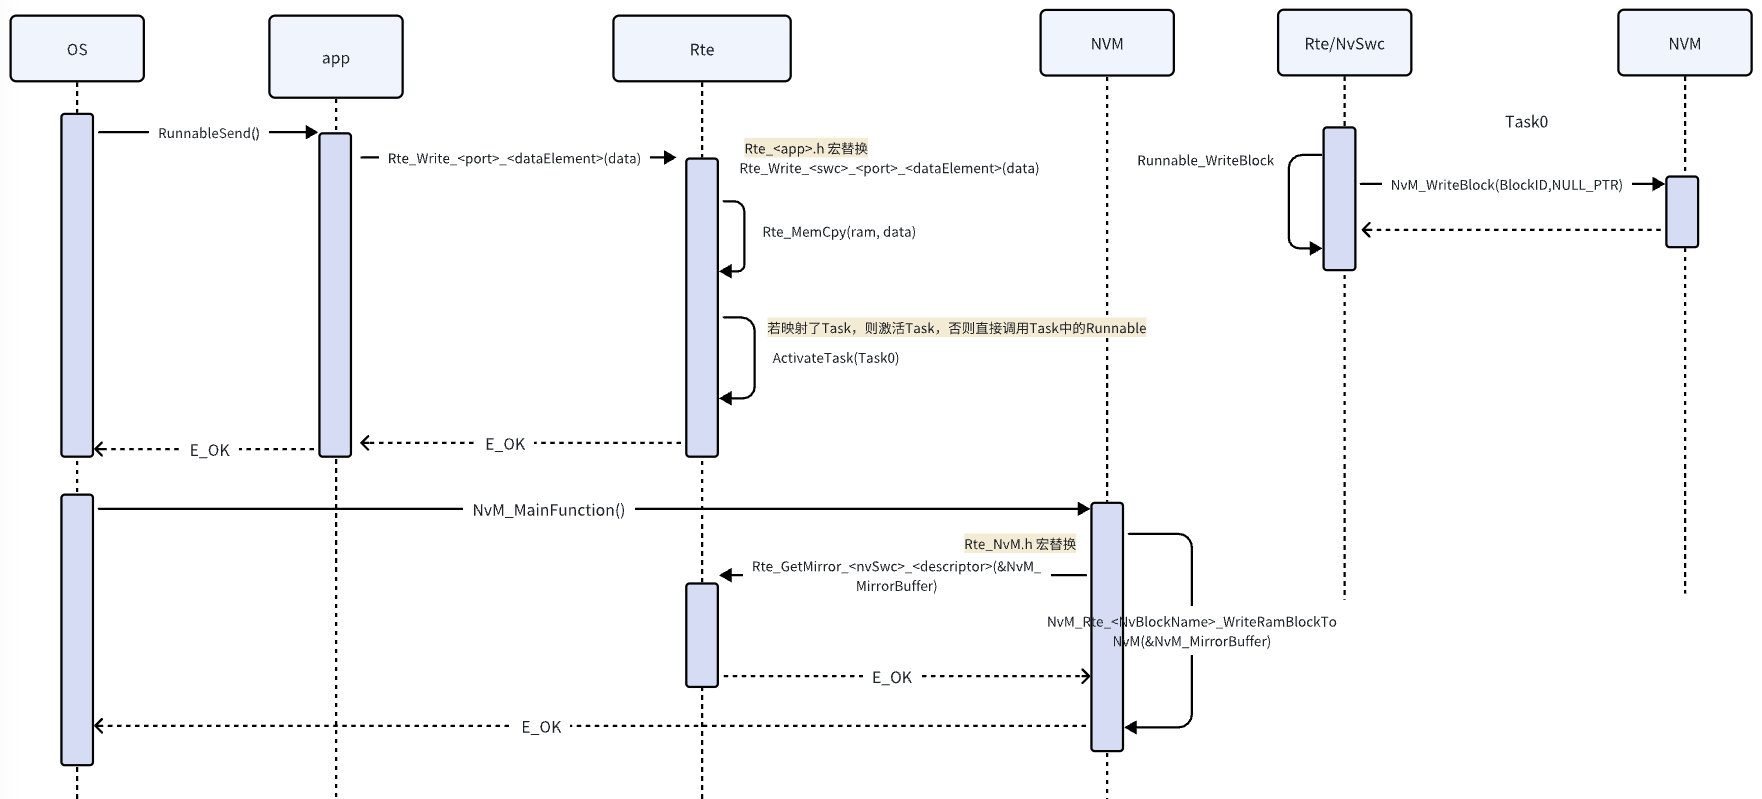 OS
app
Rte
NVM
Rte/NvSwc
NVM
Task0
RunnableSend()
Rte_Write_<port>_<dataElement>(data)
Rte_<app>.h 宏替换
Rte_Write_<swc>_<port>_<dataElement>(data)
Runnable_WriteBlock
NvM_WriteBlock(BlockID,NULL_PTR)
Rte_MemCpy(ram, data)
若映射了Task，则激活Task，否则直接调用Task中的Runnable
ActivateTask(Task0)
E_OK
E_OK
NvM_MainFunction()
Rte_NvM.h 宏替换
Rte_GetMirror_<nvSwc>_<descriptor>(&NvM_
MirrorBuffer)
NvM_Rte_<NvBlockName>_WriteRamBlockTo
NvM(&NvM_MirrorBuffer)
E_OK
E_OK